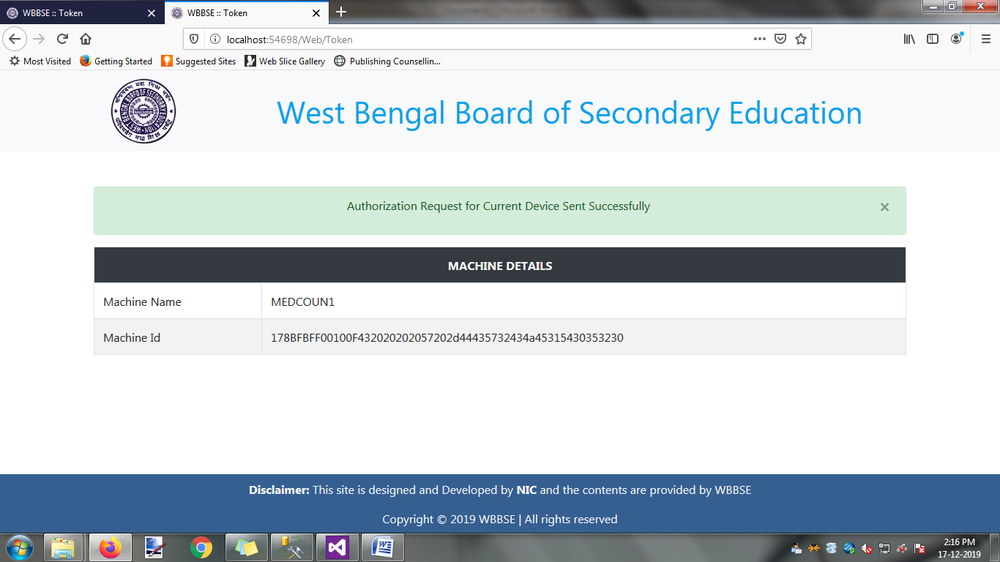 WBBSE :: Token
WBBSE :: Token
localhost:54698/Web/Token
Most Visited
Getting Started
Suggested Sites
Web Slice Gallery
Publishing Counsellin...
West Bengal Board of Secondary Education
Authorization Request for Current Device Sent Successfully
MACHINE DETAILS
Machine Name MEDCOUN1
Machine Id 178BFBFF00100F432020202057202d44435732434a45315430353230
Disclaimer: This site is designed and Developed by NIC and the contents are provided by WBBSE
Copyright © 2019 WBBSE | All rights reserved
2:16 PM
17-12-2019